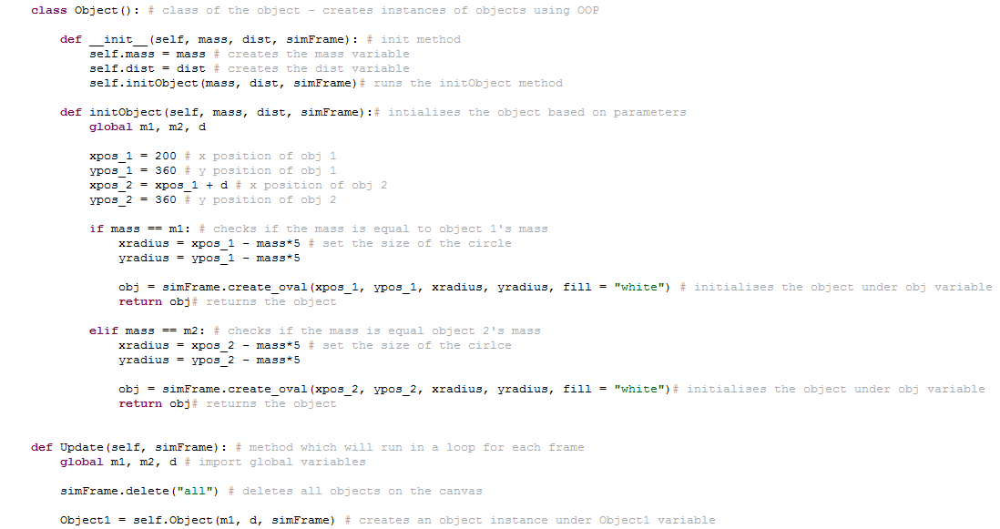 class Object(): # class of the object - creates instances of objects using OOP
def __init__(self, mass, dist, simFrame): # init method
self.mass = mass # creates the mass variable
self.dist = dist # creates the dist variable
self.initObject(mass, dist, simFrame)# runs the initObject method
def initObject(self, mass, dist, simFrame):# intialises the object based on parameters
global m1, m2, d
xpos_1 = 200 # x position of obj 1
ypos_1 = 360 # y position of obj 1
xpos_2 = xpos_1 + d # x position of obj 2
ypos_2 = 360 # y position of obj 2
if mass == m1: # checks if the mass is equal to object 1's mass
xradius = xpos_1 - mass*5 # set the size of the circle
yradius = ypos_1 - mass*5
obj = simFrame.create_oval(xpos_1, ypos_1, xradius, yradius, fill = "white") # initialises the object under obj variable
return obj# returns the object
elif mass == m2: # checks if the mass is equal object 2's mass
xradius = xpos_2 - mass*5 # set the size of the cirlce
yradius = ypos_2 - mass*5
obj = simFrame.create_oval(xpos_2, ypos_2, xradius, yradius, fill = "white")# initialises the object under obj variable
return obj# returns the object
def Update(self, simFrame): # method which will run in a loop for each frame
global m1, m2, d # import global variables
simFrame.delete("all") # deletes all objects on the canvas
Object1 = self.Object(m1, d, simFrame) # creates an object instance under Object1 variable